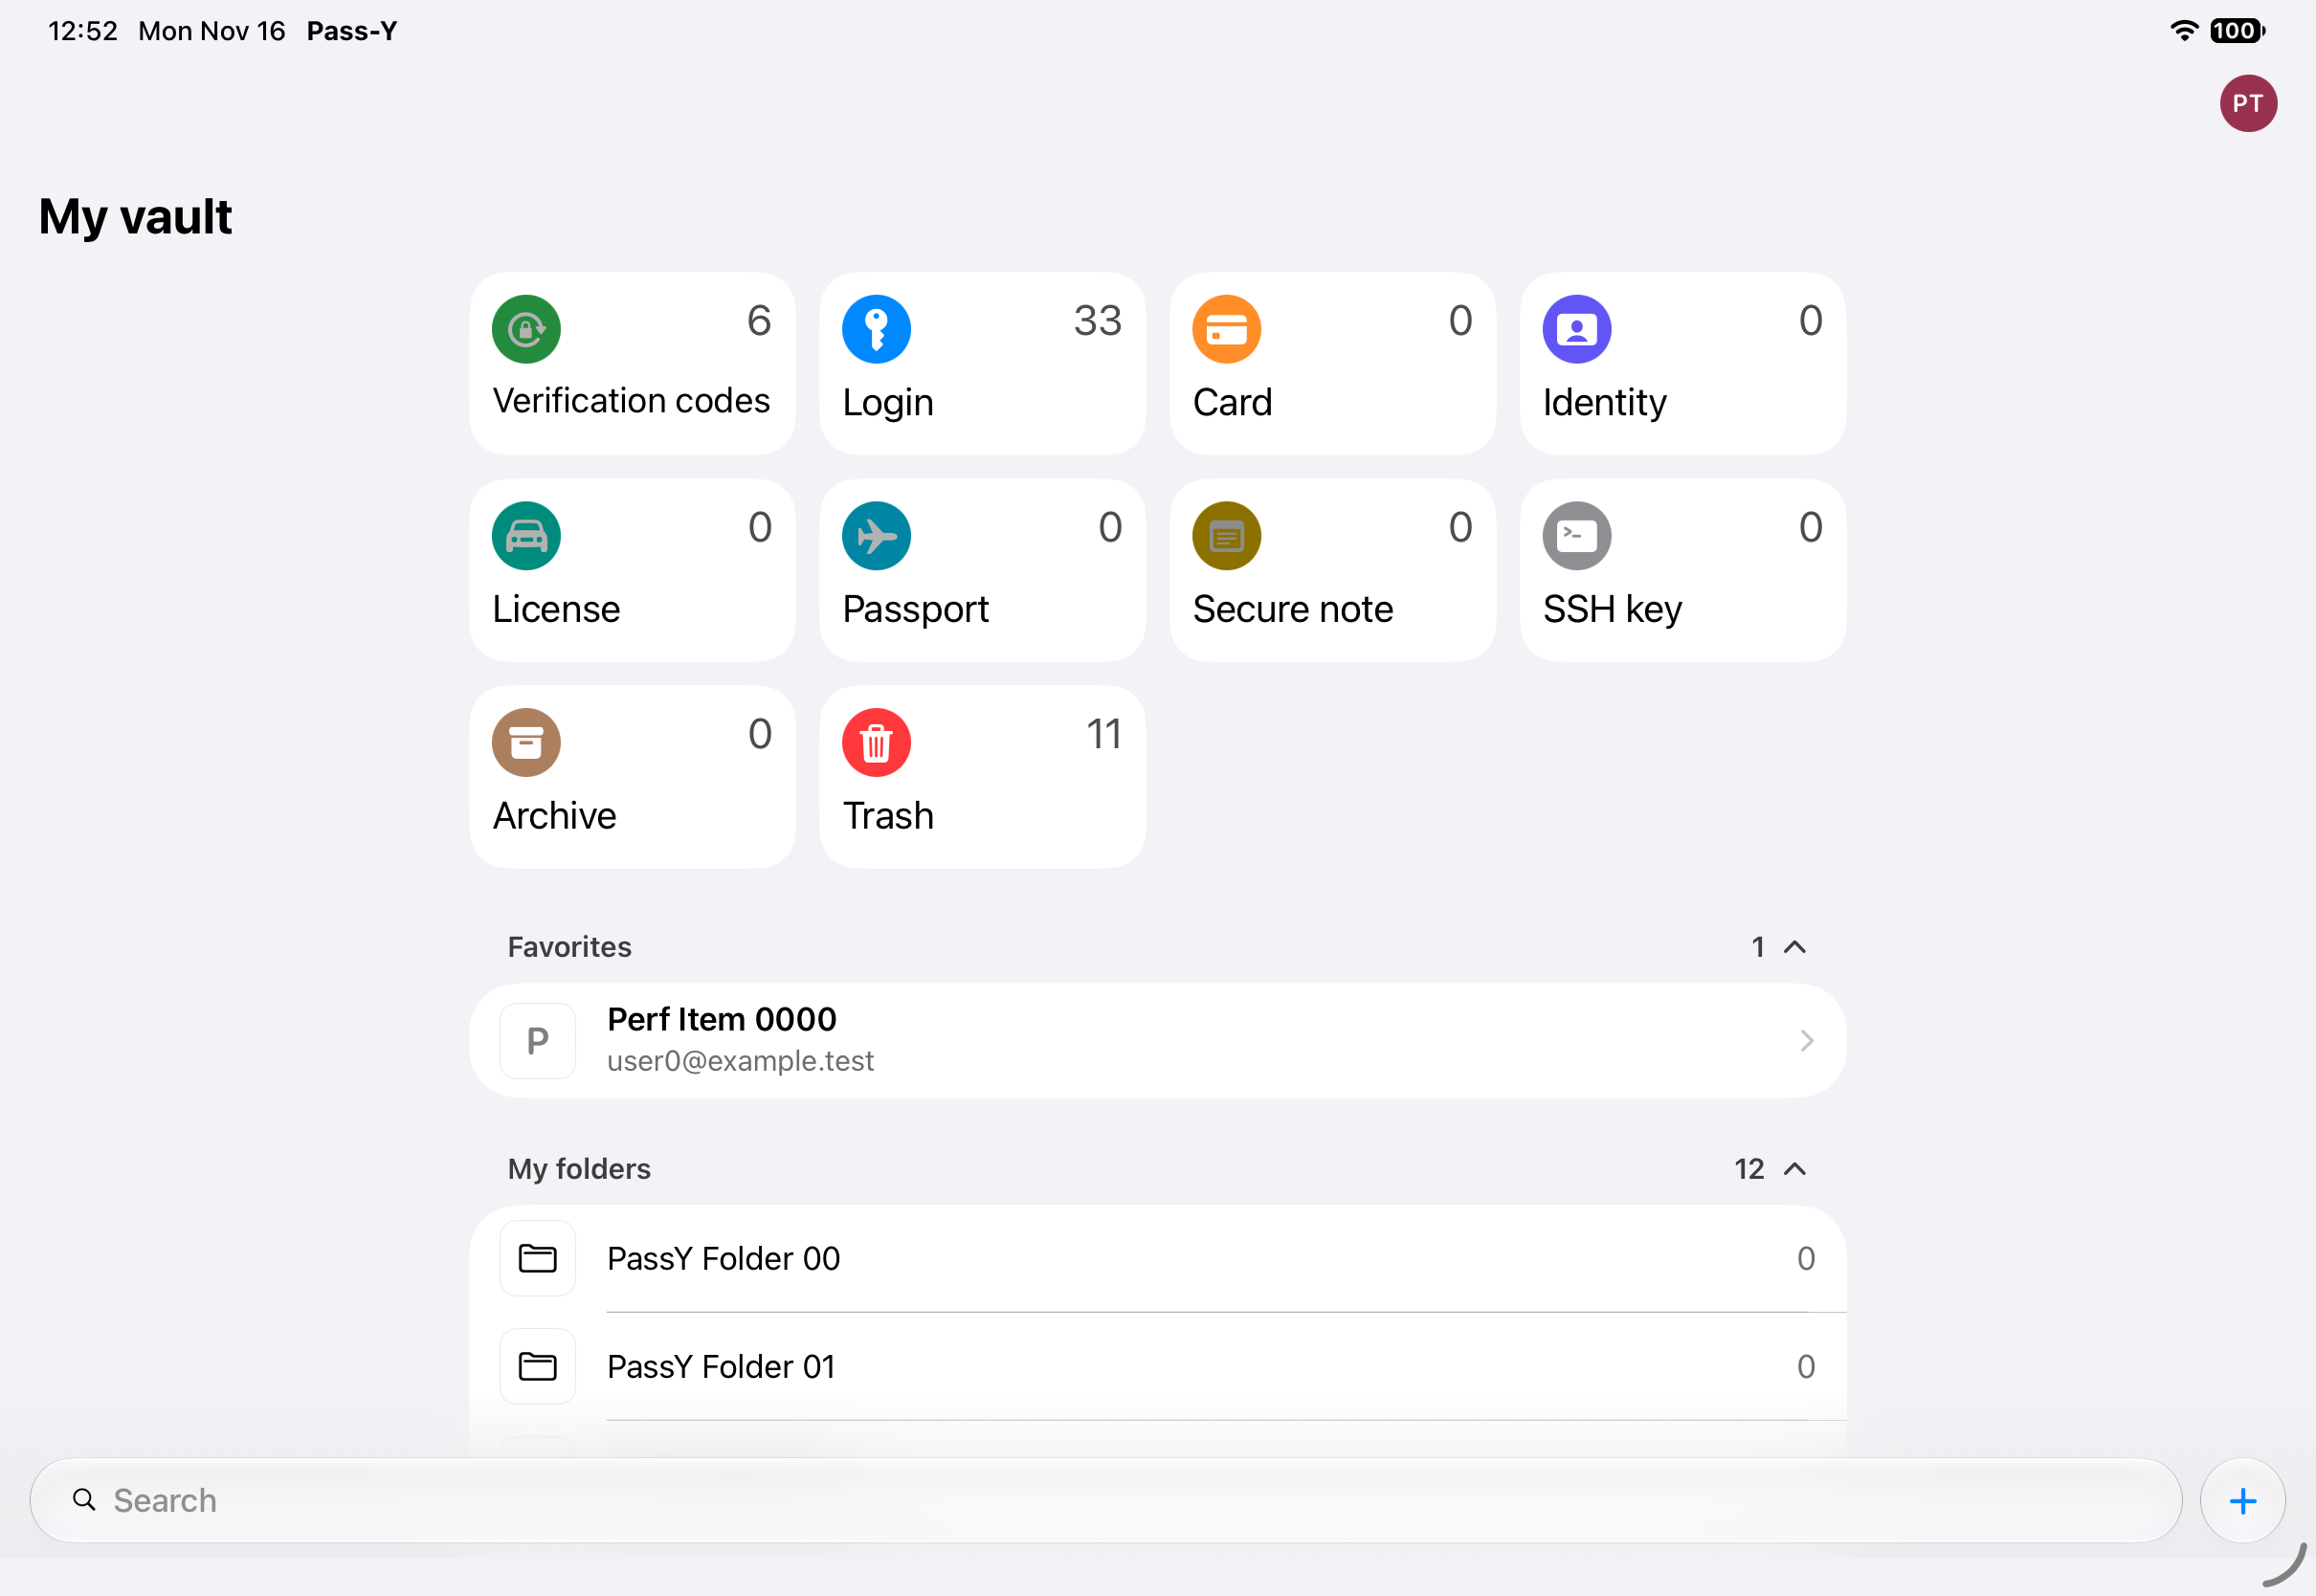 12:52 Mon Nov 16 Pass-Y
100
PT
My vault
6
Verification codes
33
Login
0
Card
0
Identity
0
License
0
Passport
0
Secure note
0
SSH key
0
Archive
11
Trash
Favorites 1
P
Perf Item 0000
user0@example.test
My folders 12
PassY Folder 00 0
PassY Folder 01 0
Search